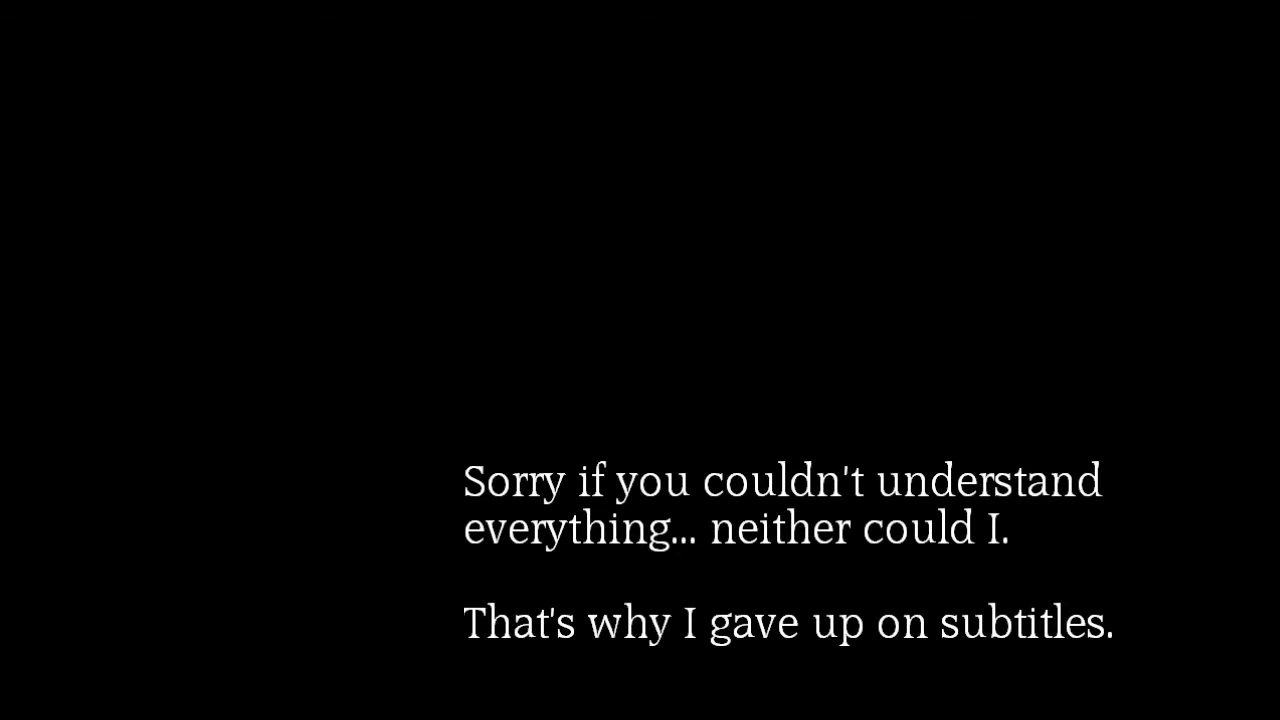 Sorry if you couldn't understand
everything... neither could I.
That's why I gave up on subtitles.